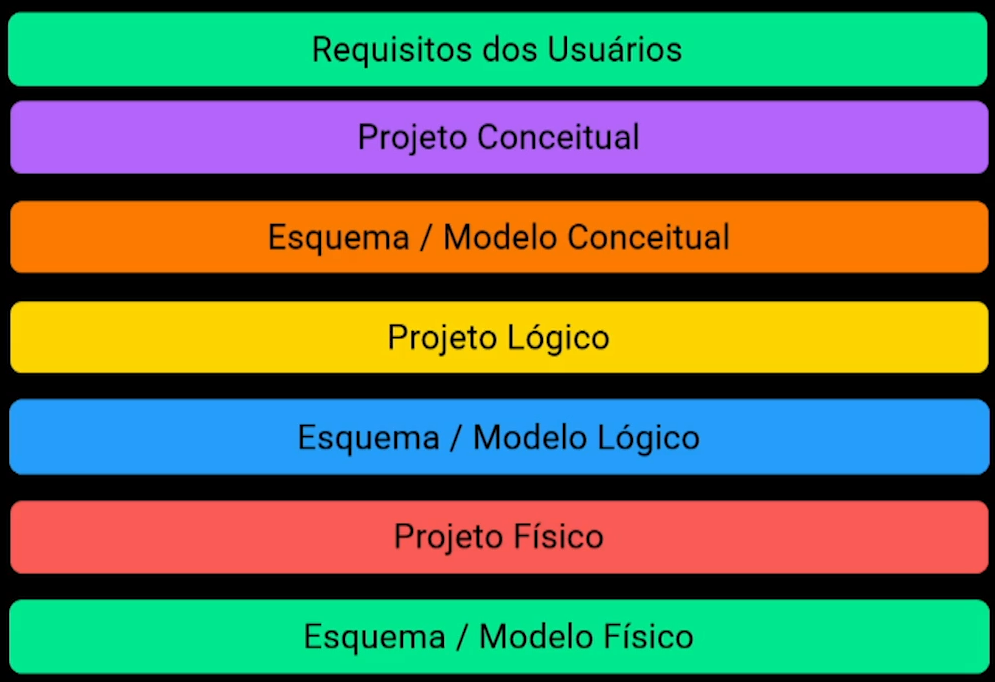 Requisitos dos Usuários
Projeto Conceitual
Esquema / Modelo Conceitual
Projeto Lógico
Esquema / Modelo Lógico
Projeto Físico
Esquema / Modelo Físico